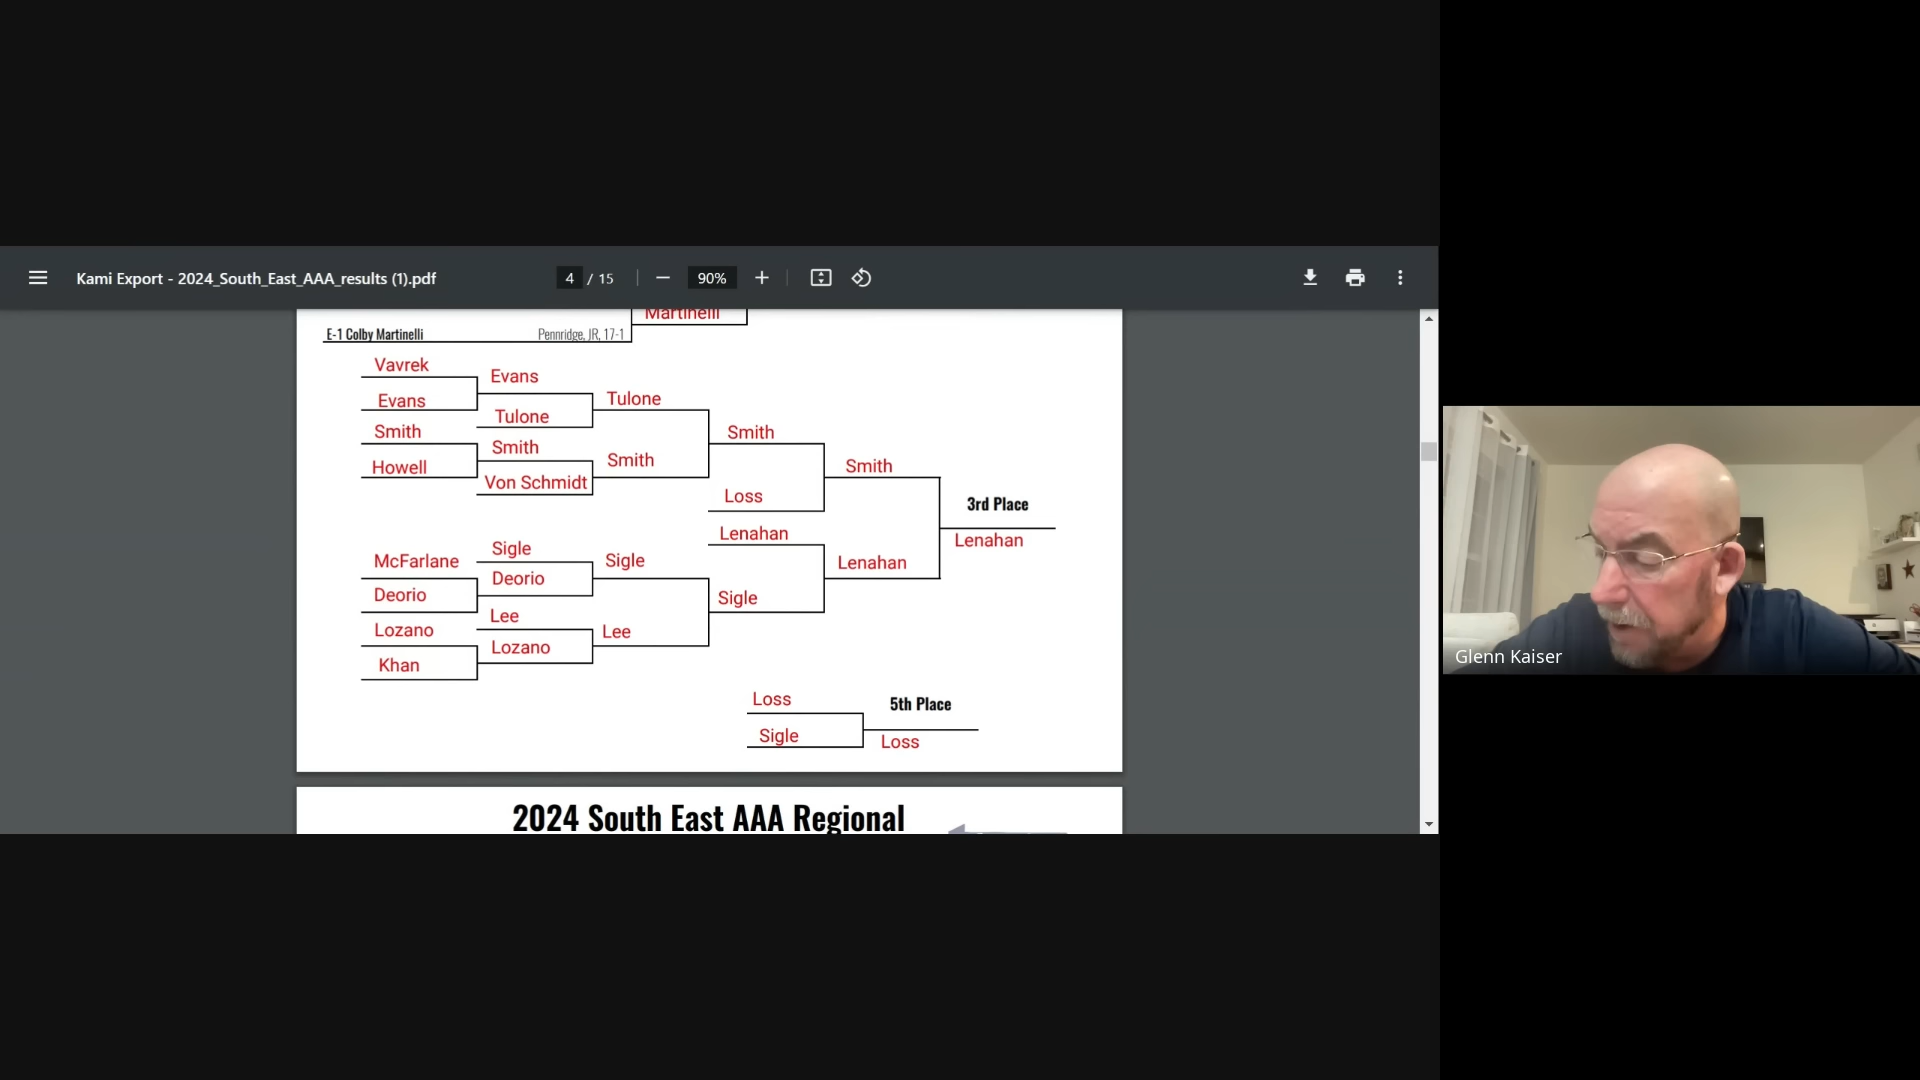 Kami Export - 2024_South_East_AAA_results (1).pdf
4 / 15
90%
Martinelli
E-1 Colby Martinelli Pennridge, JR, 17-1
Vavrek
Evans
Evans
Tulone
Tulone
Smith
Smith
Smith
Howell
Von Schmidt
Smith
Loss
Smith
3rd Place
Lenahan
Lenahan
Lenahan
McFarlane
Sigle
Sigle
Deorio
Deorio
Sigle
Lozano
Lee
Lee
Lozano
Khan
Loss
5th Place
Sigle
Loss
2024 South East AAA Regional
Glenn Kaiser